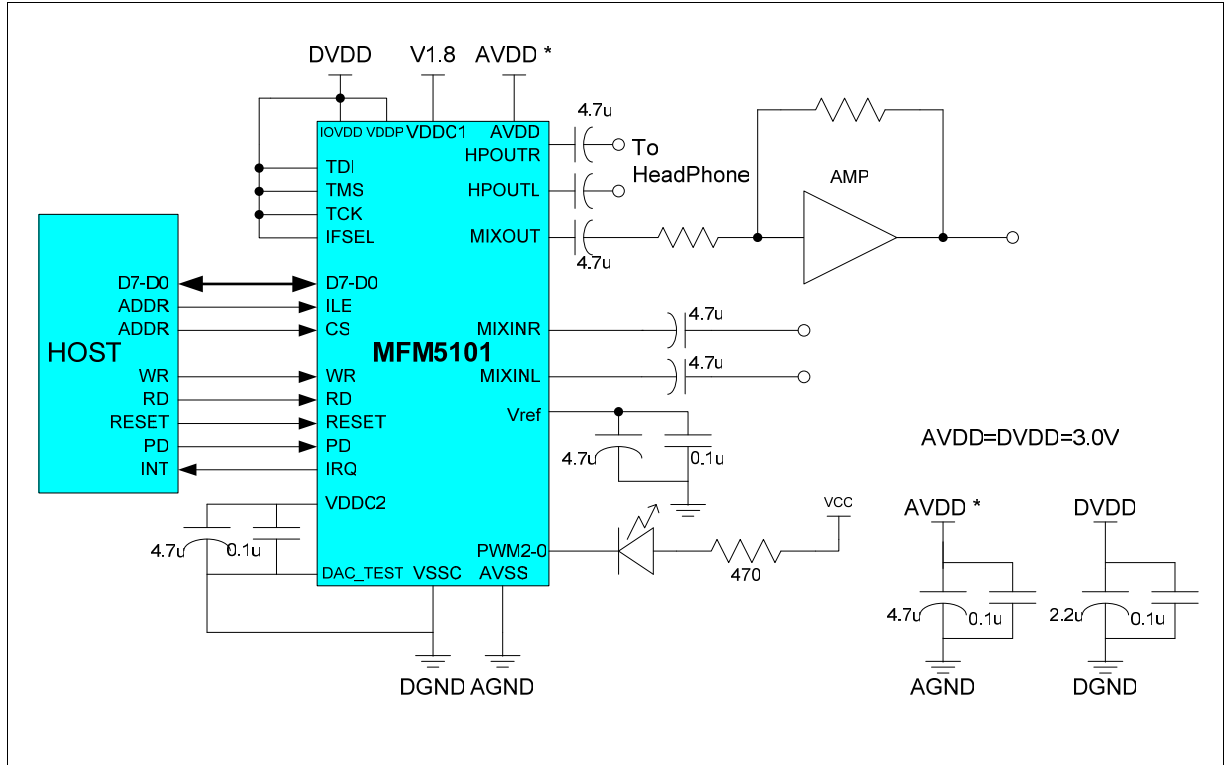 DVDD
V1.8
AVDD *
IOVDD
VDDP
VDDC1
AVDD
HPOUTR
4.7u
To
HeadPhone
TDI
TMS
TCK
IFSEL
HPOUTL
MIXOUT
4.7u
AMP
HOST
D7-D0
ADDR
ADDR
WR
RD
RESET
PD
INT
D7-D0
ILE
CS
MFM5101
WR
RD
RESET
PD
IRQ
VDDC2
MIXINR
4.7u
MIXINL
4.7u
Vref
4.7u
0.1u
4.7u
0.1u
PWM2-0
470
VCC
DAC_TEST
VSSC
AVSS
DGND
AGND
AVDD=DVDD=3.0V
AVDD *
4.7u
0.1u
AGND
DVDD
2.2u
0.1u
DGND